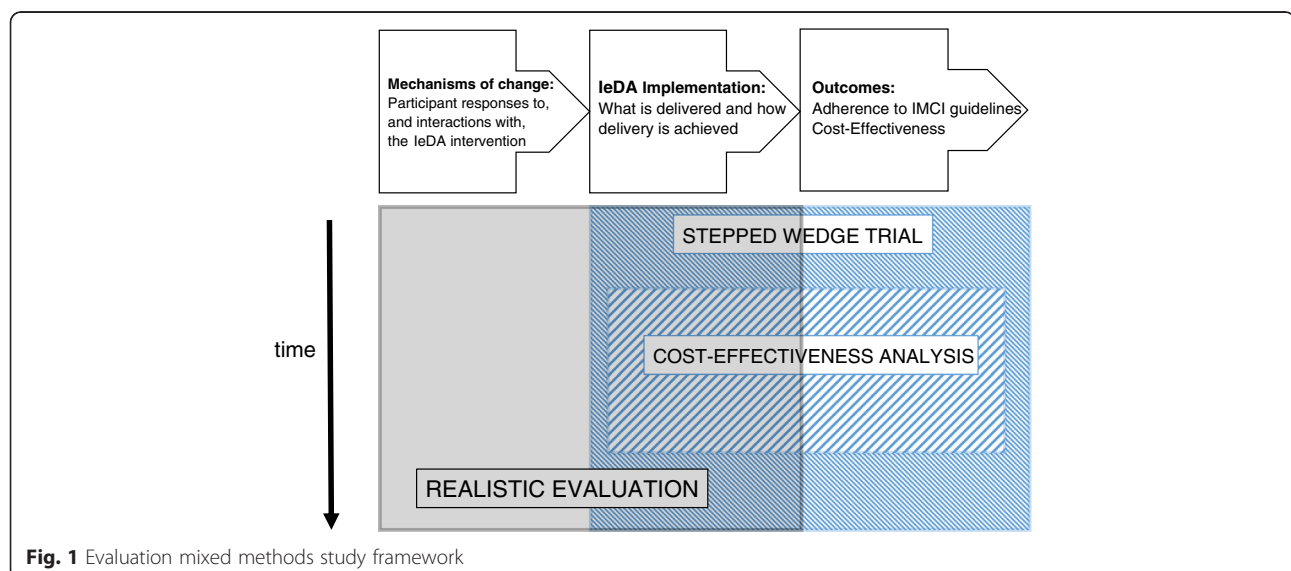 Mechanisms of change:
Participant responses to,
and interactions with,
the IeDA intervention
IeDA Implementation:
What is delivered and how
delivery is achieved
Outcomes:
Adherence to IMCI guidelines
Cost-Effectiveness
STEPPED WEDGE TRIAL
time
COST-EFFECTIVENESS ANALYSIS
REALISTIC EVALUATION
Fig. 1 Evaluation mixed methods study framework